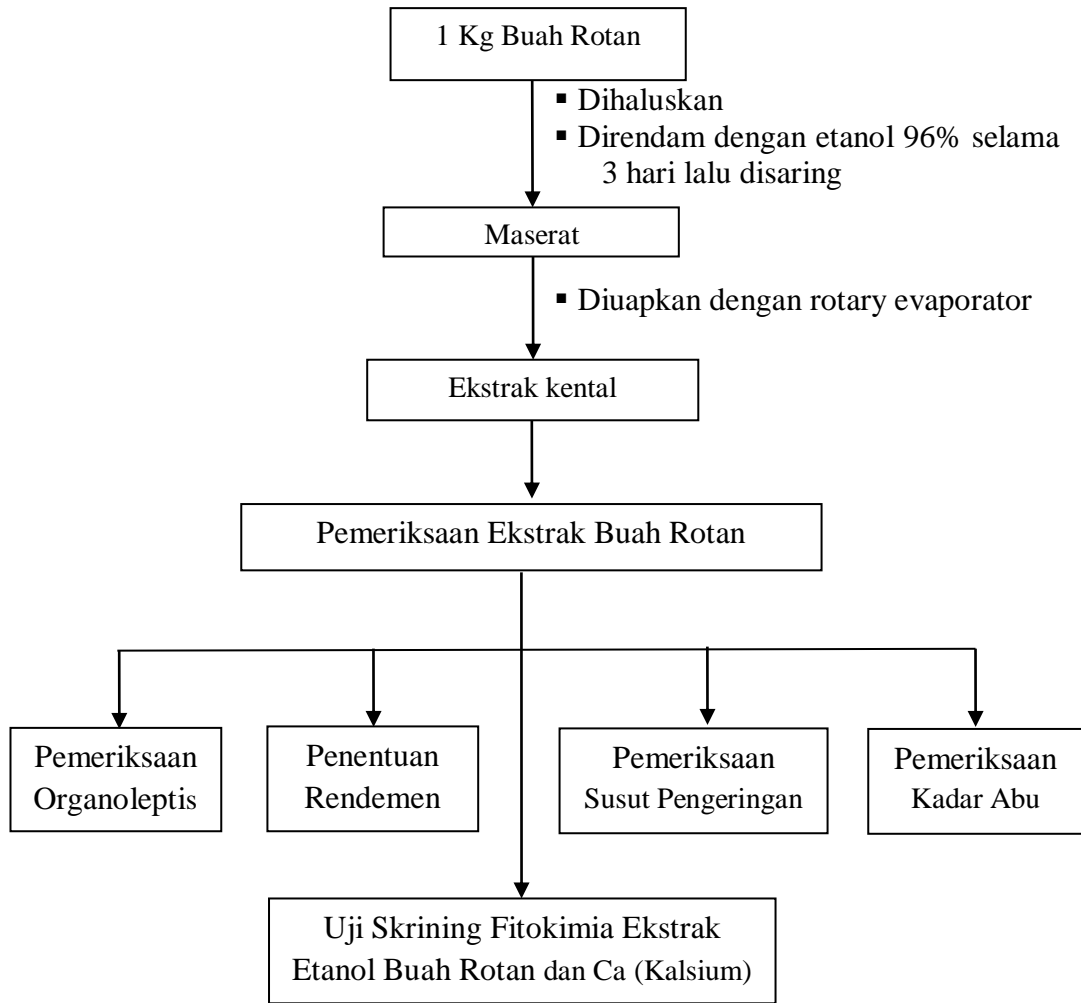 1 Kg Buah Rotan
▪ Dihaluskan
▪ Direndam dengan etanol 96% selama
3 hari lalu disaring
Maserat
▪ Diuapkan dengan rotary evaporator
Ekstrak kental
Pemeriksaan Ekstrak Buah Rotan
Pemeriksaan
Organoleptis
Penentuan
Rendemen
Pemeriksaan
Susut Pengeringan
Pemeriksaan
Kadar Abu
Uji Skrining Fitokimia Ekstrak
Etanol Buah Rotan dan Ca (Kalsium)